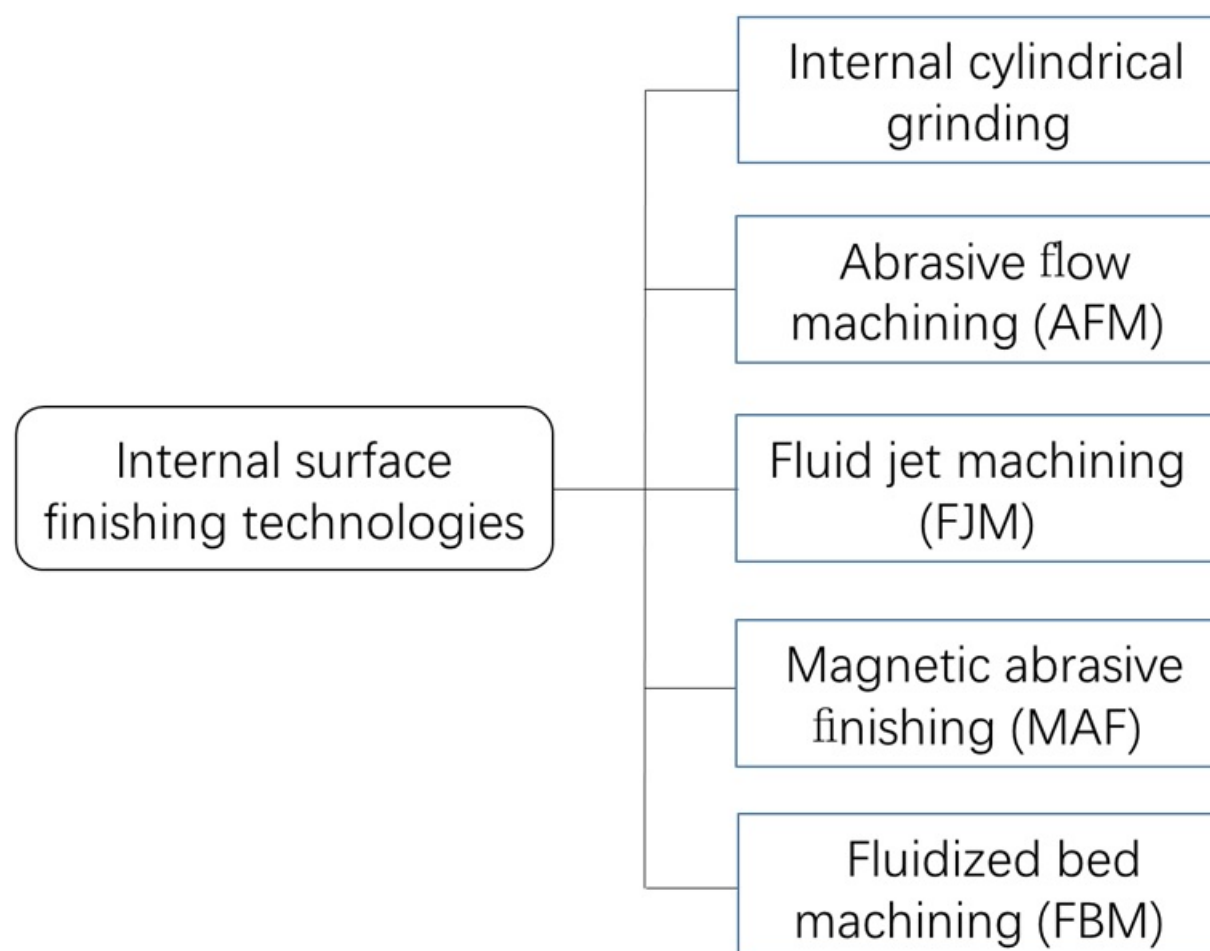 Internal cylindrical
grinding
Abrasive flow
machining (AFM)
Internal surface
finishing technologies
Fluid jet machining
(FJM)
Magnetic abrasive
finishing (MAF)
Fluidized bed
machining (FBM)